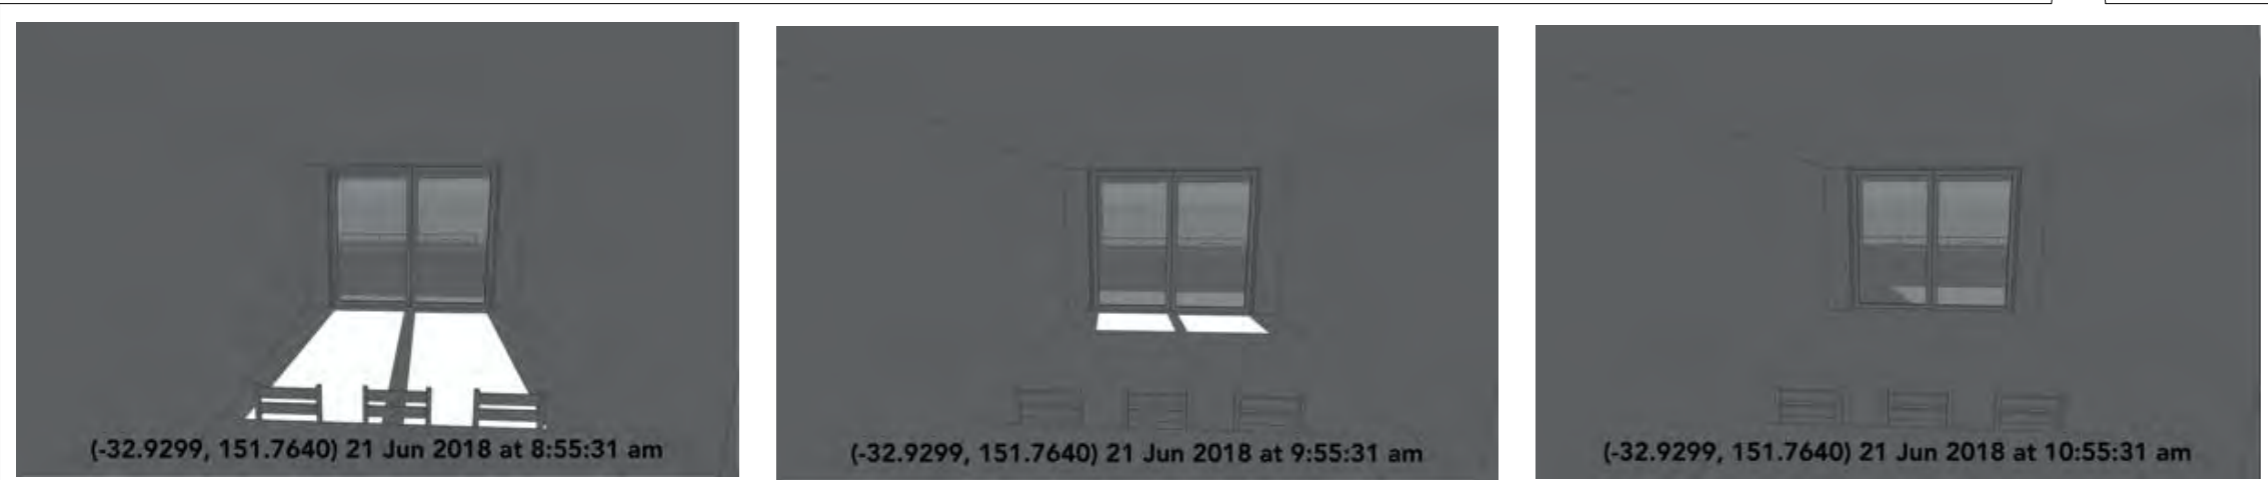 (-32.9299, 151.7640) 21 Jun 2018 at 8:55:31 am
(-32.9299, 151.7640) 21 Jun 2018 at 9:55:31 am
(-32.9299, 151.7640) 21 Jun 2018 at 10:55:31 am